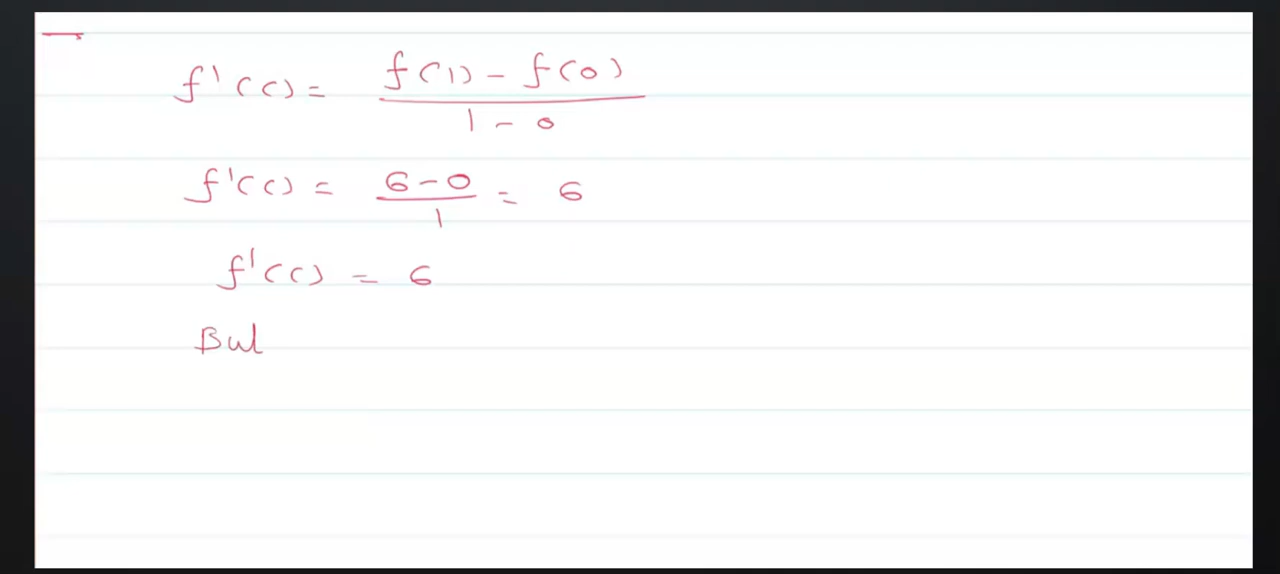 f'(c) = f(1) - f(0) / 1 - 0
f'(c) = 6 - 0 / 1 = 6
f'(c) = 6
But